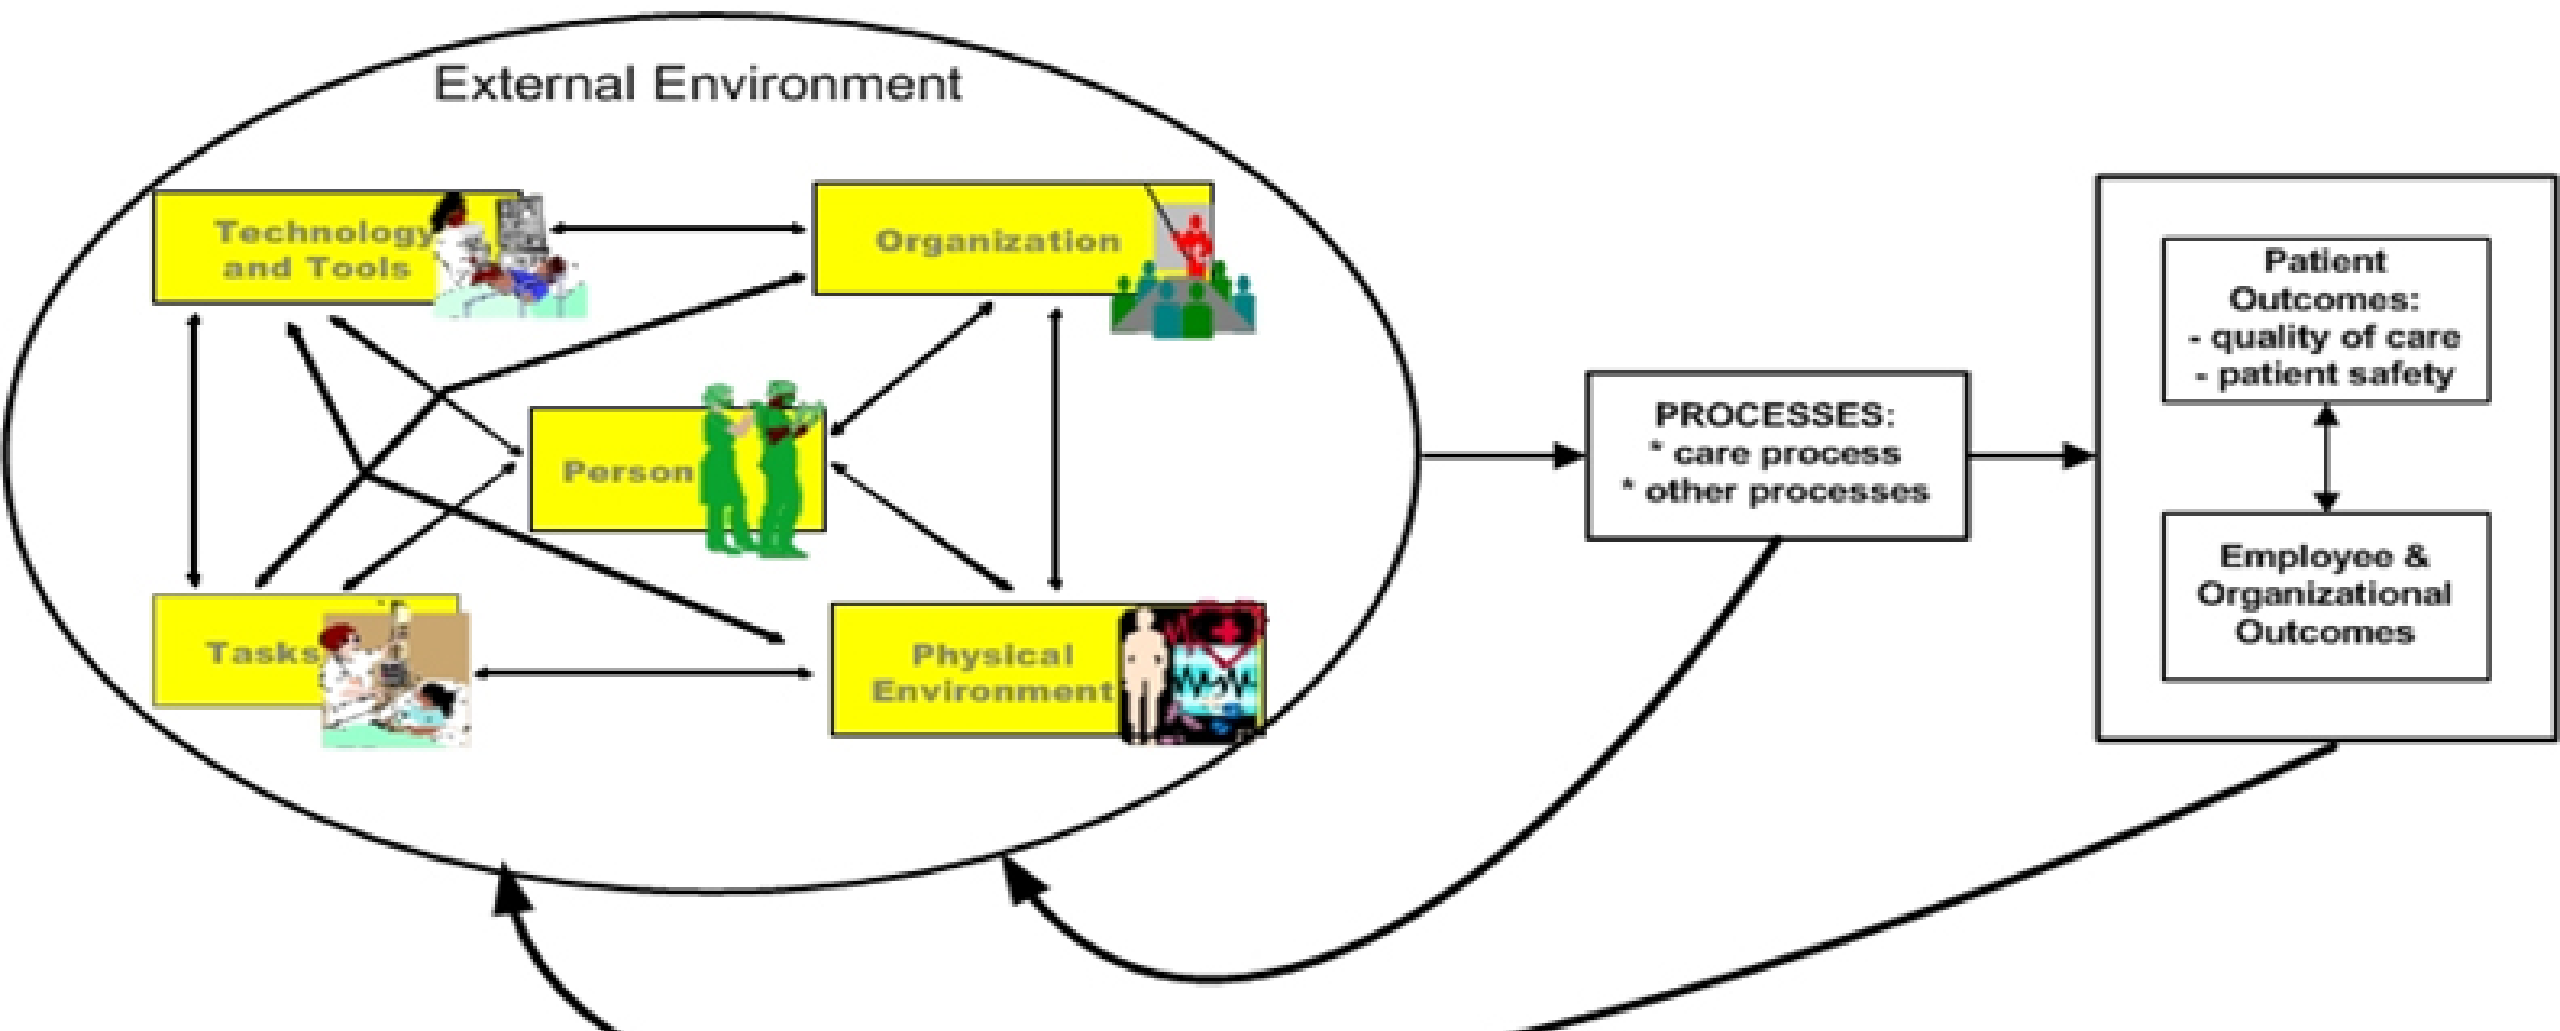 External Environment
Technology
and Tools
Organization
Person
Tasks
Physical
Environment
PROCESSES:
* care process
* other processes
Patient
Outcomes:
- quality of care
- patient safety
Employee &
Organizational
Outcomes